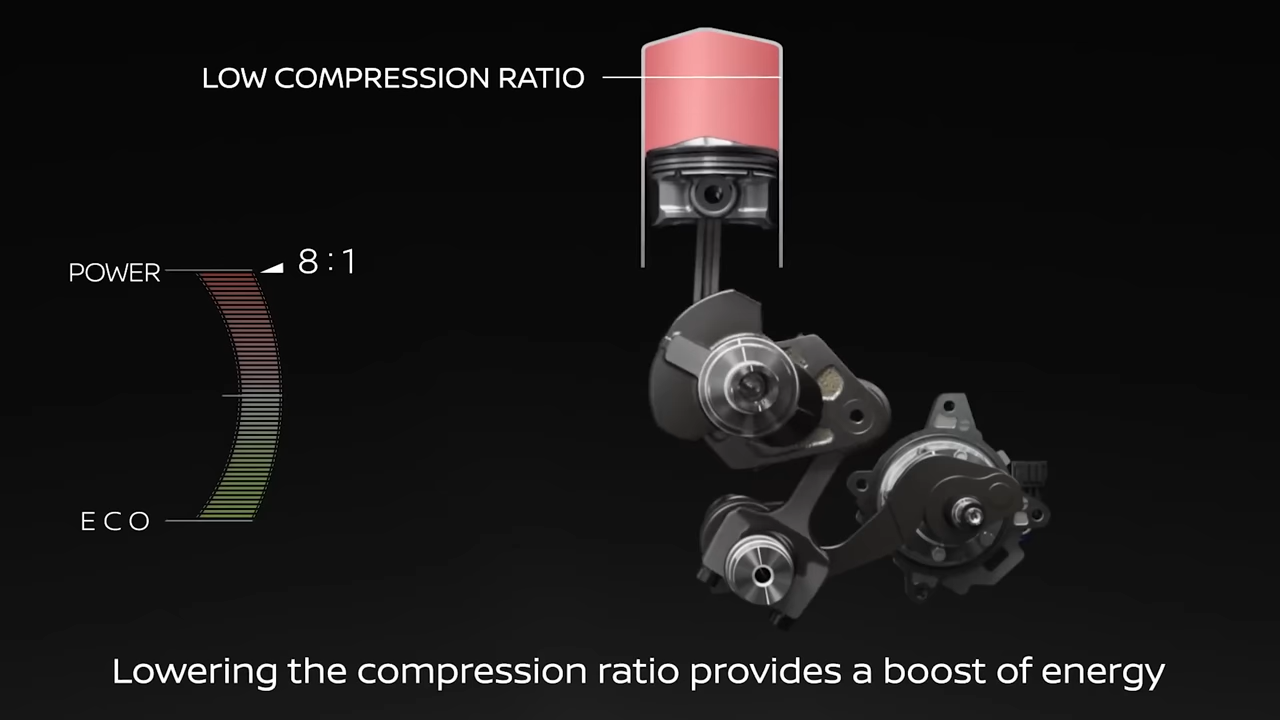 LOW COMPRESSION RATIO
POWER
8:1
ECO
Lowering the compression ratio provides a boost of energy